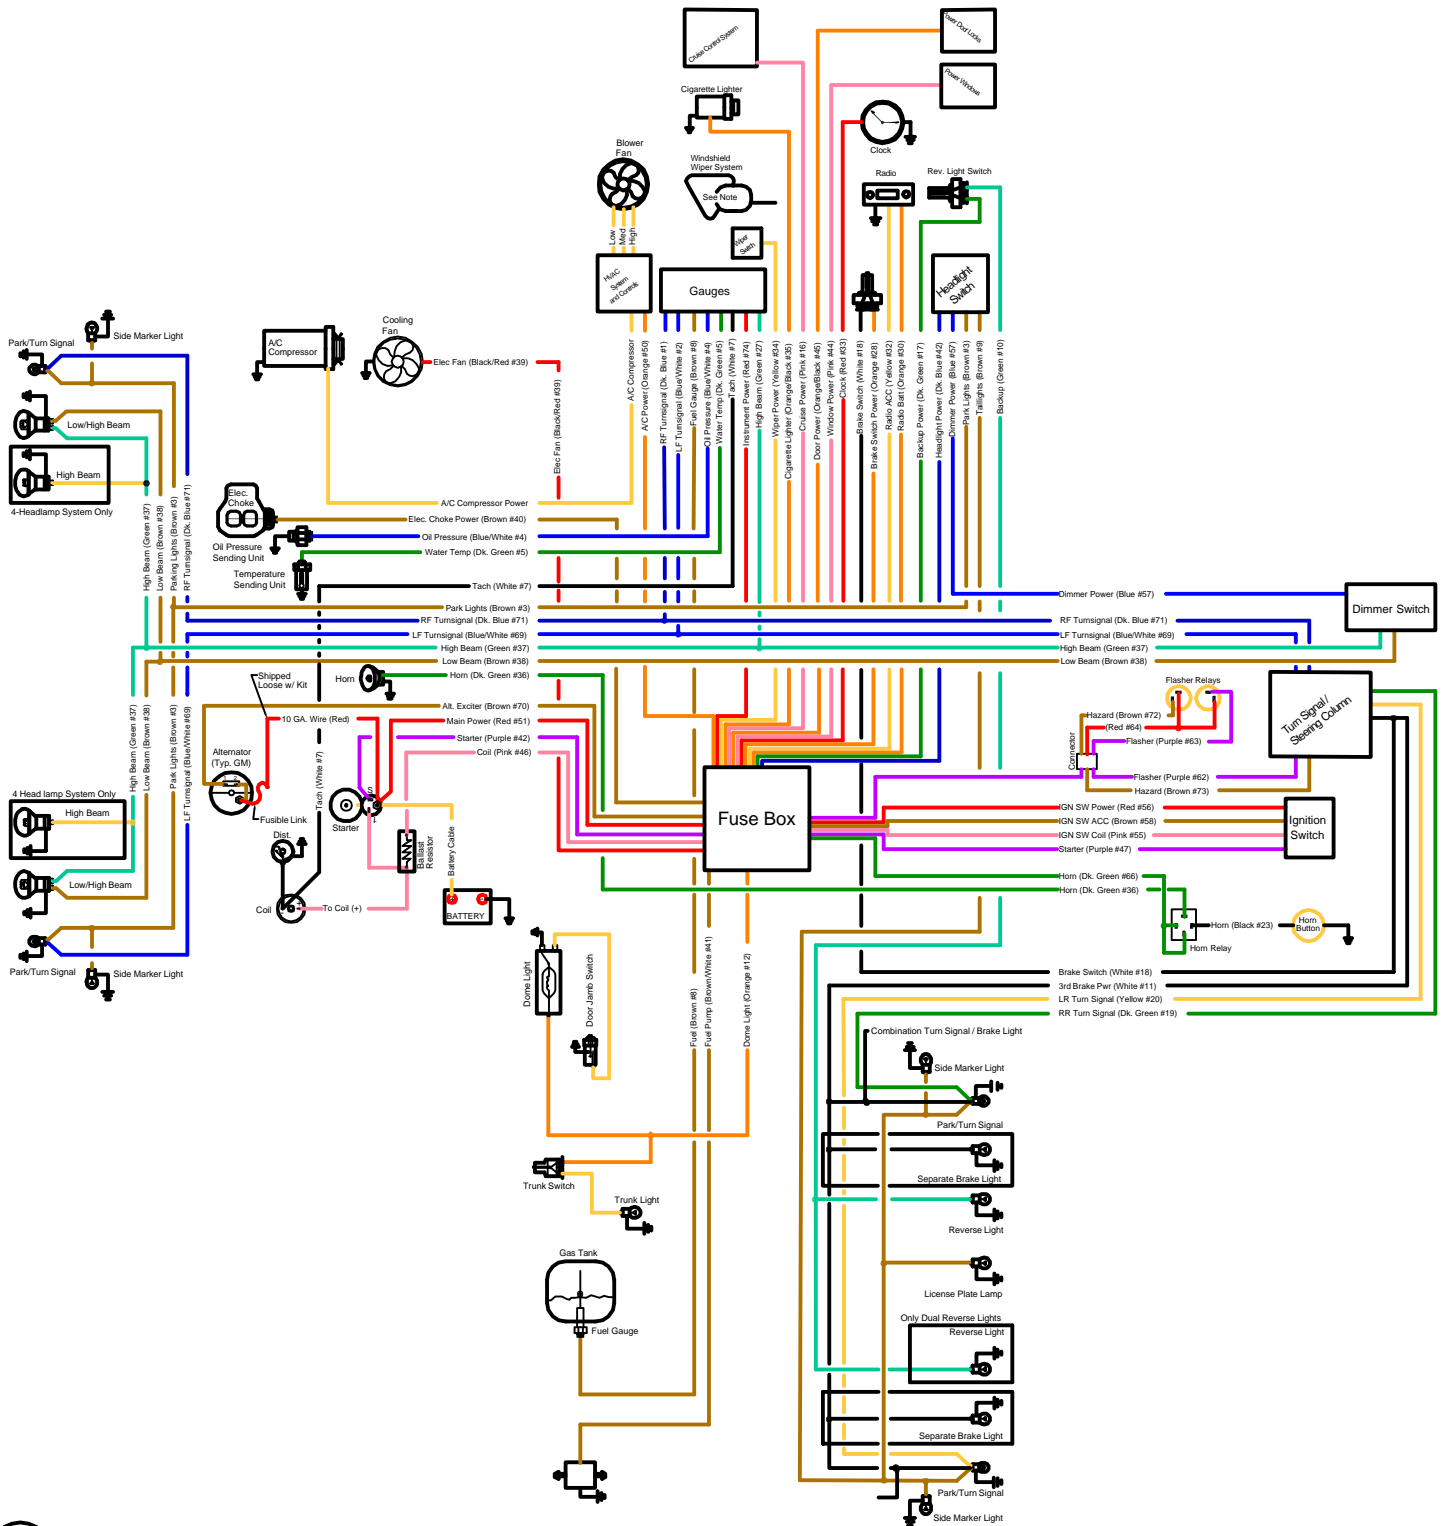 Cruise Control System
Power Door Locks
Power Windows
Cigarette Lighter
Clock
Blower
Fan
Windshield
Wiper System
See Note
Radio
Rev. Light Switch
Low
Med
High
Wiper
Switch
HVAC
System
and Controls
Gauges
Headlight
Switch
Side Marker Light
Park/Turn Signal
A/C
Compressor
Cooling
Fan
Elec Fan (Black/Red #39)
Elec Fan (Black/Red #39)
A/C Compressor
A/C Power (Orange #50)
RF Turnsignal (Dk. Blue #1)
LF Turnsignal (Blue/White #2)
Fuel Gauge (Brown #8)
Oil Pressure (Blue/White #4)
Water Temp (Dk. Green #5)
Tach (White #7)
Instrument Power (Red #74)
High Beam (Green #27)
Wiper Power (Yellow #34)
Cigarette Lighter (Orange/Black #35)
Cruise Power (Pink #16)
Door Power (Orange/Black #45)
Window Power (Pink #44)
Clock (Red #33)
Brake Switch (White #18)
Brake Switch Power (Orange #28)
Radio ACC (Yellow #32)
Radio Batt (Orange #30)
Backup Power (Dk. Green #17)
Headlight Power (Dk. Blue #42)
Dimmer Power (Blue #57)
Park Lights (Brown #3)
Taillights (Brown #9)
Backup (Green #10)
Low/High Beam
High Beam
4-Headlamp System Only
High Beam (Green #37)
Low Beam (Brown #38)
Parking Lights (Brown #3)
RF Turnsignal (Dk. Blue #71)
Elec.
Choke
Oil Pressure
Sending Unit
Temperature
Sending Unit
A/C Compressor Power
Elec. Choke Power (Brown #40)
Oil Pressure (Blue/White #4)
Water Temp (Dk. Green #5)
Tach (White #7)
Park Lights (Brown #3)
RF Turnsignal (Dk. Blue #71)
LF Turnsignal (Blue/White #69)
High Beam (Green #37)
Low Beam (Brown #38)
Horn (Dk. Green #36)
Alt. Exciter (Brown #70)
Main Power (Red #51)
Starter (Purple #42)
Coil (Pink #46)
Dimmer Power (Blue #57)
RF Turnsignal (Dk. Blue #71)
LF Turnsignal (Blue/White #69)
High Beam (Green #37)
Low Beam (Brown #38)
Dimmer Switch
Shipped
Loose w/ Kit
Horn
10 GA. Wire (Red)
Alternator
(Typ. GM)
1 2
Fusible Link
Tach (White #7)
S
Starter
Dist.
Coil
- +
To Coil (+)
Ballast
Resistor
Battery Cable
BATTERY
High Beam (Green #37)
Low Beam (Brown #38)
Park Lights (Brown #3)
LF Turnsignal (Blue/White #69)
4 Head lamp System Only
High Beam
Low/High Beam
Park/Turn Signal
Side Marker Light
Fuse Box
Flasher Relays
Hazard (Brown #72)
(Red #64)
Flasher (Purple #63)
Connector
Flasher (Purple #62)
Hazard (Brown #73)
Turn Signal/
Steering Column
IGN SW Power (Red #56)
IGN SW ACC (Brown #58)
IGN SW Coil (Pink #55)
Starter (Purple #47)
Ignition
Switch
Horn (Dk. Green #66)
Horn (Dk. Green #36)
Horn (Black #23)
Horn
Button
Horn Relay
Brake Switch (White #18)
3rd Brake Pwr (White #11)
LR Turn Signal (Yellow #20)
RR Turn Signal (Dk. Green #19)
Dome Light
Door Jamb Switch
Fuel (Brown #8)
Fuel Pump (Brown/White #41)
Dome Light (Orange #12)
Combination Turn Signal / Brake Light
Side Marker Light
Park/Turn Signal
Separate Brake Light
Reverse Light
License Plate Lamp
Only Dual Reverse Lights
Reverse Light
Separate Brake Light
Park/Turn Signal
Side Marker Light
Trunk Switch
Trunk Light
Gas Tank
Fuel Gauge